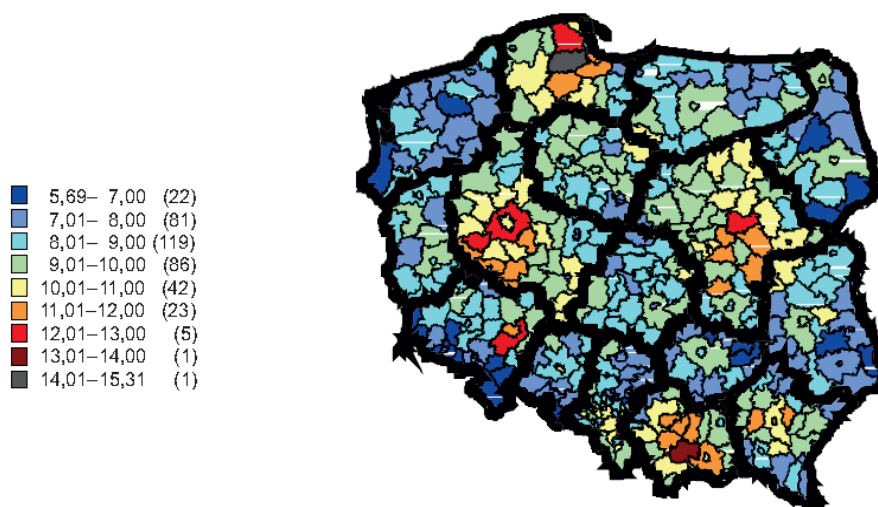 5,69– 7,00 (22)
7,01– 8,00 (81)
8,01– 9,00 (119)
9,01–10,00 (86)
10,01–11,00 (42)
11,01–12,00 (23)
12,01–13,00 (5)
13,01–14,00 (1)
14,01–15,31 (1)